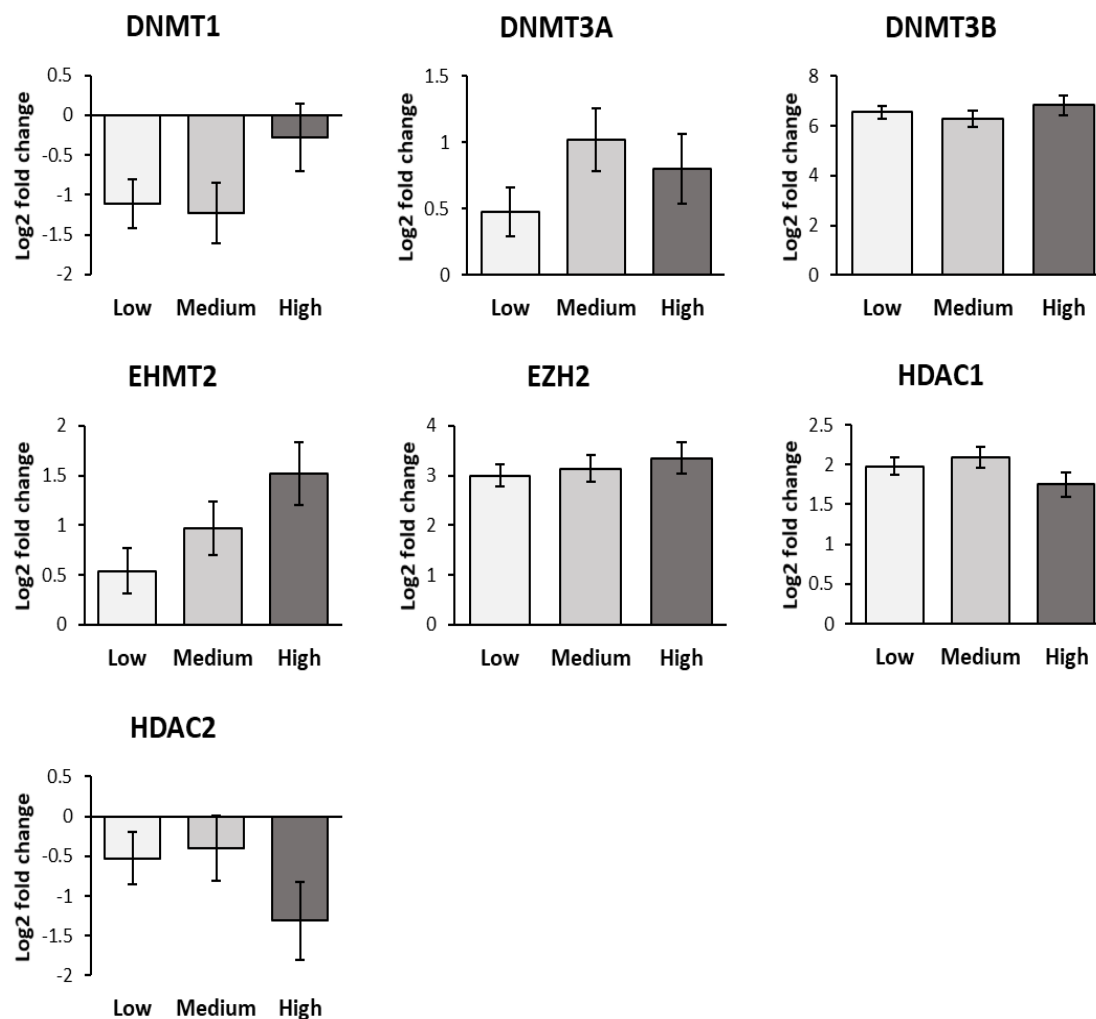 DNMT1
Log2 fold change
0.5
0
-0.5
-1
-1.5
-2
Low Medium High
DNMT3A
Log2 fold change
1.5
1
0.5
0
Low Medium High
DNMT3B
Log2 fold change
8
6
4
2
0
Low Medium High
EHMT2
Log2 fold change
2
1.5
1
0.5
0
Low Medium High
EZH2
Log2 fold change
4
3
2
1
0
Low Medium High
HDAC1
Log2 fold change
2.5
2
1.5
1
0.5
0
Low Medium High
HDAC2
Log2 fold change
0.5
0
-0.5
-1
-1.5
-2
Low Medium High